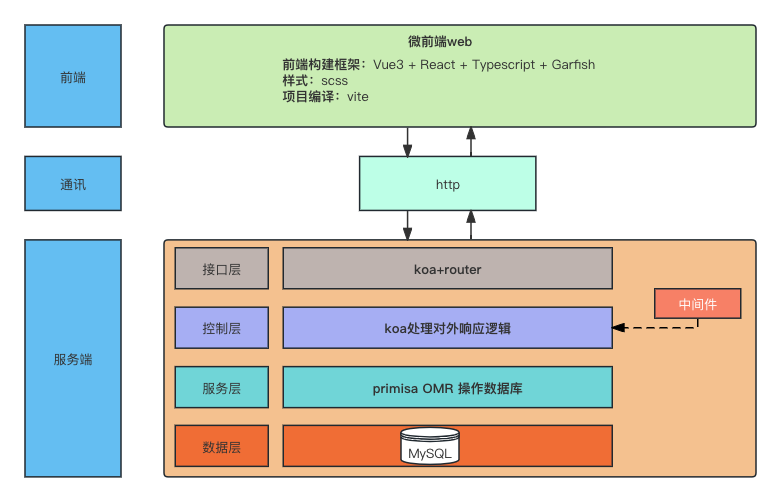 前端
微前端web
前端构建框架：Vue3 + React + Typescript + Garfish
样式：scss
项目编译：vite
通讯
http
服务端
接口层
koa+router
中间件
控制层
koa处理对外响应逻辑
服务层
primisa OMR 操作数据库
数据层
MySQL